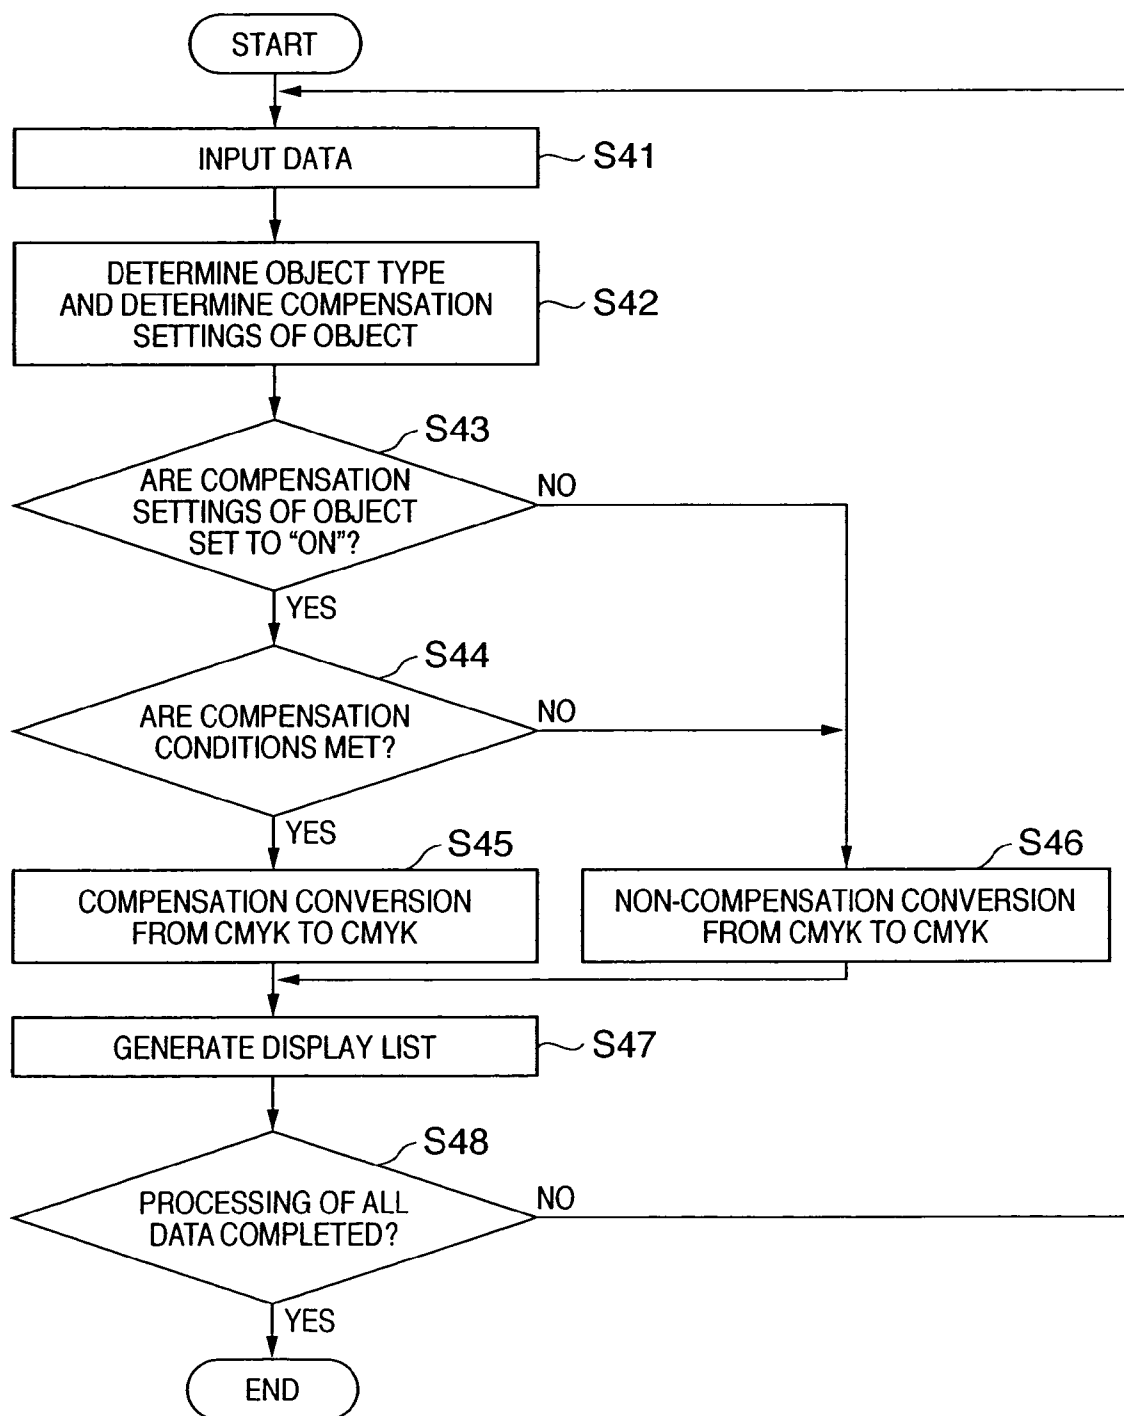 START
INPUT DATA
S41
DETERMINE OBJECT TYPE
AND DETERMINE COMPENSATION
SETTINGS OF OBJECT
S42
S43
ARE COMPENSATION
SETTINGS OF OBJECT
SET TO “ON”?
NO
YES
S44
ARE COMPENSATION
CONDITIONS MET?
NO
YES
S45
COMPENSATION CONVERSION
FROM CMYK TO CMYK
S46
NON-COMPENSATION CONVERSION
FROM CMYK TO CMYK
GENERATE DISPLAY LIST
S47
S48
PROCESSING OF ALL
DATA COMPLETED?
NO
YES
END